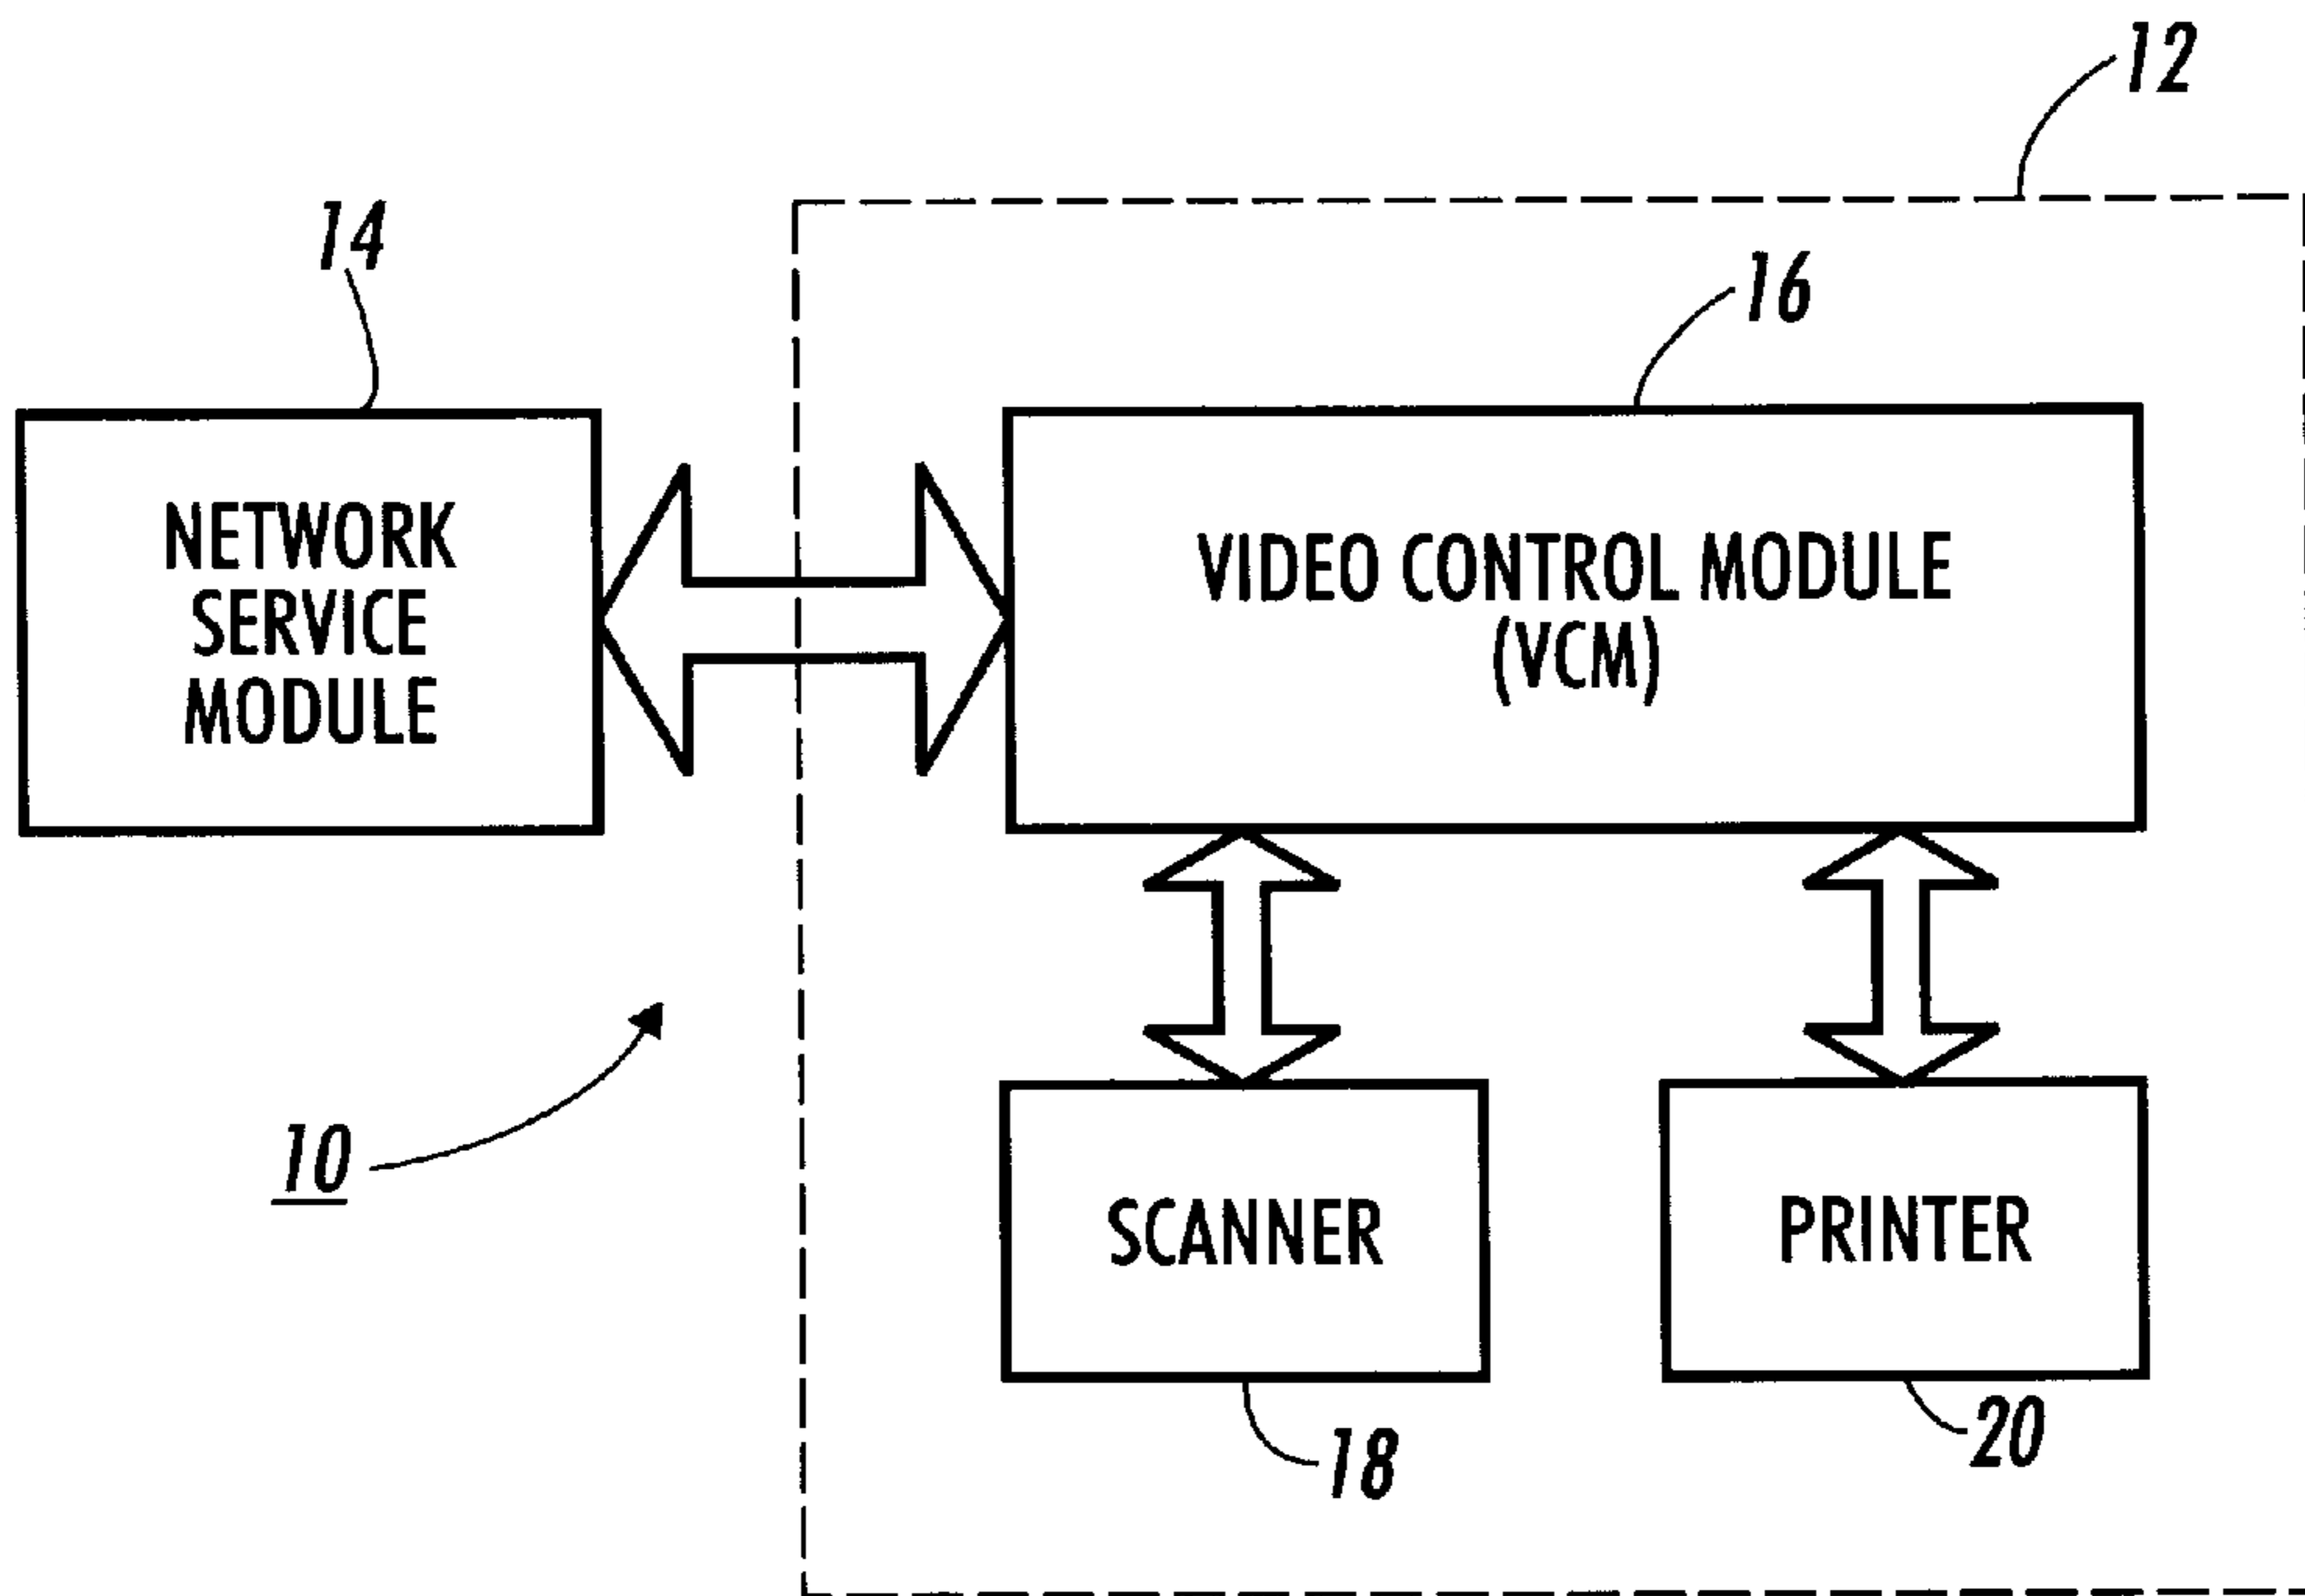 12
14
16
NETWORK
SERVICE
MODULE
VIDEO CONTROL MODULE
(VCM)
10
SCANNER
PRINTER
18
20